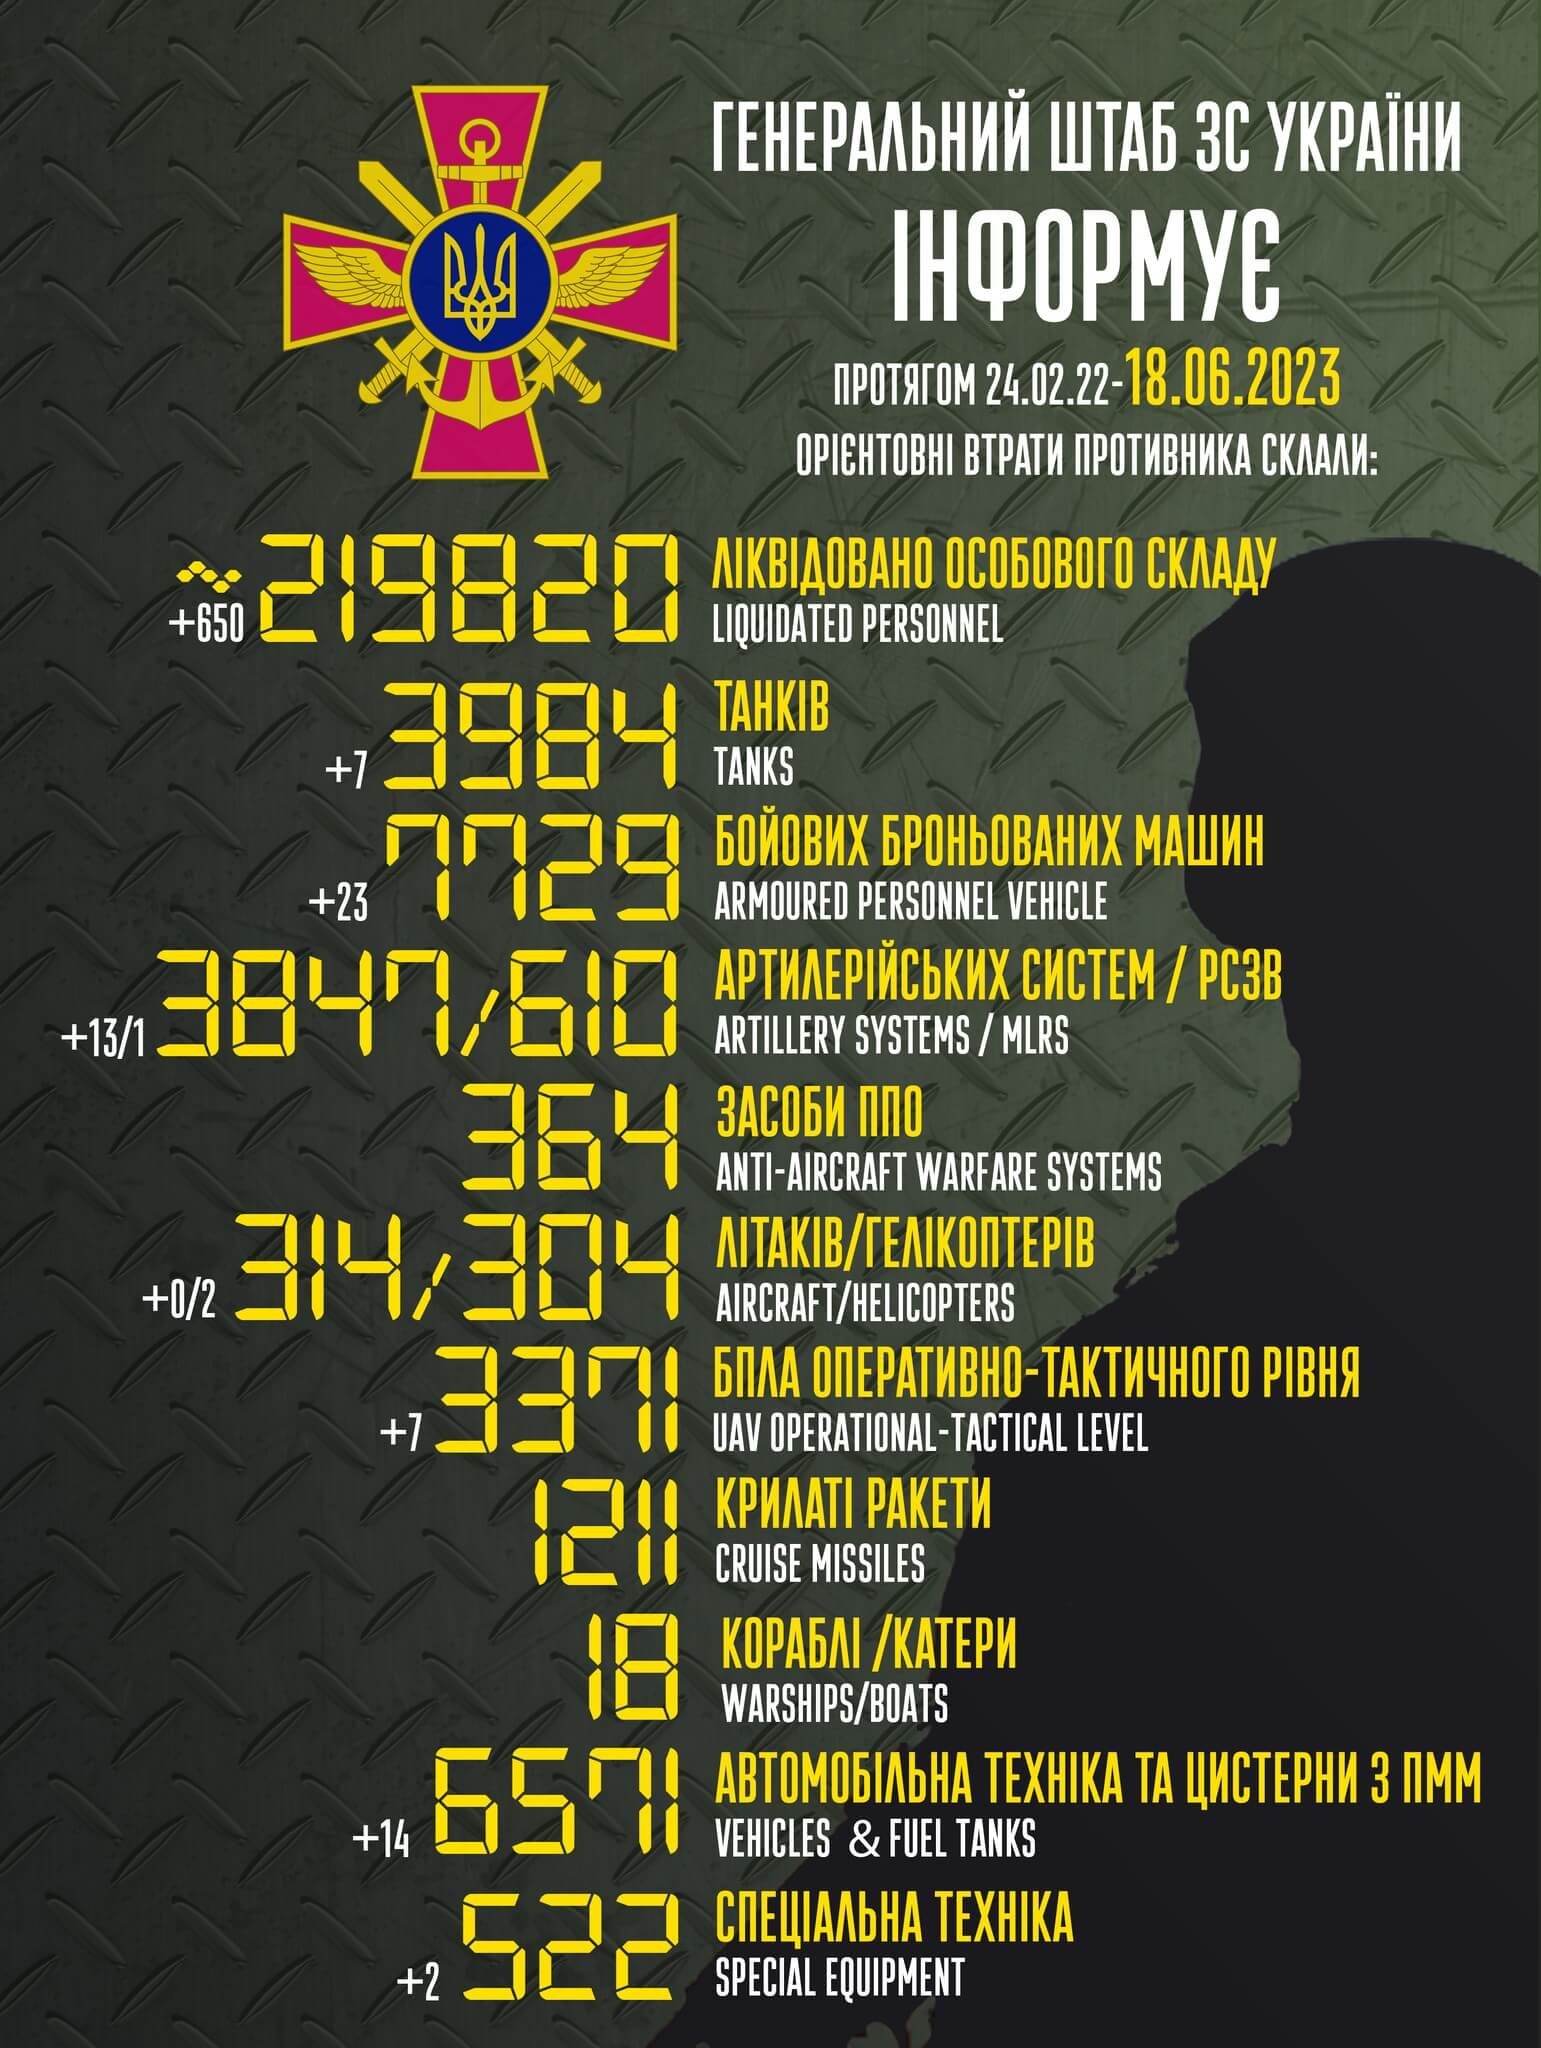 ГЕНЕРАЛЬНИЙ ШТАБ ЗС УКРАЇНИ
ІНФОРМУЄ
ПРОТЯГОМ 24.02.22-18.06.2023
ОРІЄНТОВНІ ВТРАТИ ПРОТИВНИКА СКЛАЛИ:
~219820 ЛІКВІДОВАНО ОСОБОВОГО СКЛАДУ
+650 LIQUIDATED PERSONNEL
3984 ТАНКІВ
+7 TANKS
7729 БОЙОВИХ БРОНЬОВАНИХ МАШИН
+23 ARMOURED PERSONNEL VEHICLE
3847/610 АРТИЛЕРІЙСЬКИХ СИСТЕМ / РСЗВ
+13/1 ARTILLERY SYSTEMS / MLRS
364 ЗАСОБИ ППО
ANTI-AIRCRAFT WARFARE SYSTEMS
314/304 ЛІТАКІВ/ГЕЛІКОПТЕРІВ
+0/2 AIRCRAFT/HELICOPTERS
3371 БПЛА ОПЕРАТИВНО-ТАКТИЧНОГО РІВНЯ
+7 UAV OPERATIONAL-TACTICAL LEVEL
1211 КРИЛАТІ РАКЕТИ
CRUISE MISSILES
18 КОРАБЛІ /КАТЕРИ
WARSHIPS/BOATS
6571 АВТОМОБІЛЬНА ТЕХНІКА ТА ЦИСТЕРНИ З ПММ
+14 VEHICLES & FUEL TANKS
522 СПЕЦІАЛЬНА ТЕХНІКА
+2 SPECIAL EQUIPMENT